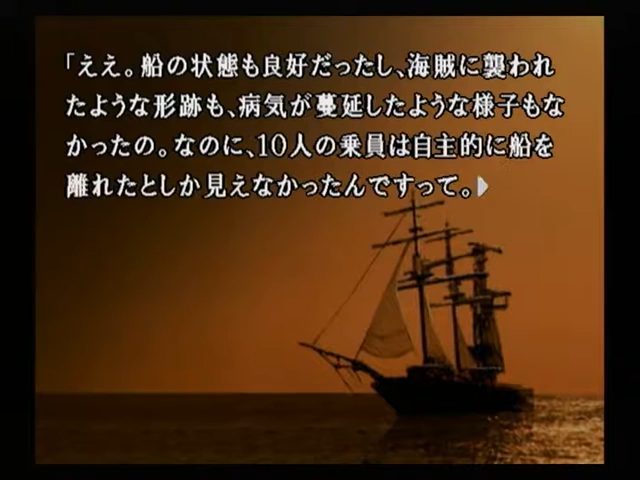 「ええ。船の状態も良好だったし、海賊に襲われ
たような形跡も、病気が蔓延したような様子もな
かったの。なのに、10人の乗員は自主的に船を
離れたとしか見えなかったんですって。